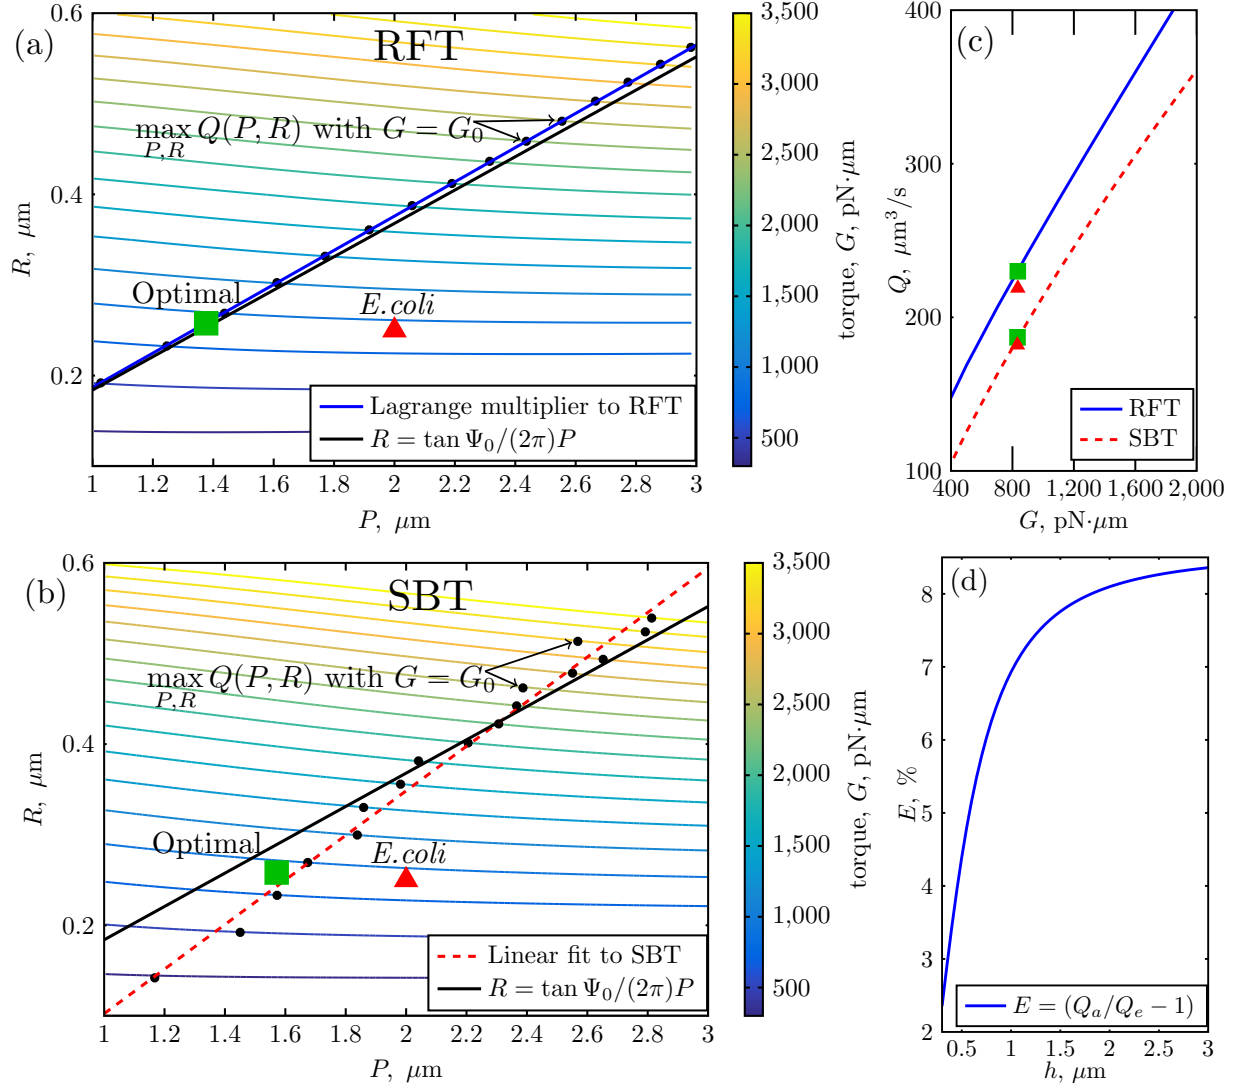 (a)
RFT
max Q(P, R) with G = G₀
P,R
Optimal
E.coli
Lagrange multiplier to RFT
R = tan Ψ₀/(2π)P
0.6
0.4
0.2
R, μm
1 1.2 1.4 1.6 1.8 2 2.2 2.4 2.6 2.8 3
P, μm
3,500
3,000
2,500
2,000
1,500
1,000
500
torque, G, pN·μm
(c)
400
300
200
100
Q, μm³/s
RFT
SBT
400 800 1,200 1,600 2,000
G, pN·μm
(b)
SBT
max Q(P, R) with G = G₀
P,R
Optimal
E.coli
Linear fit to SBT
R = tan Ψ₀/(2π)P
0.6
0.4
0.2
R, μm
1 1.2 1.4 1.6 1.8 2 2.2 2.4 2.6 2.8 3
P, μm
3,500
3,000
2,500
2,000
1,500
1,000
500
torque, G, pN·μm
(d)
8
7
6
5
4
3
2
E, %
E = (Qₐ/Qₑ − 1)
0.5 1 1.5 2 2.5 3
h, μm